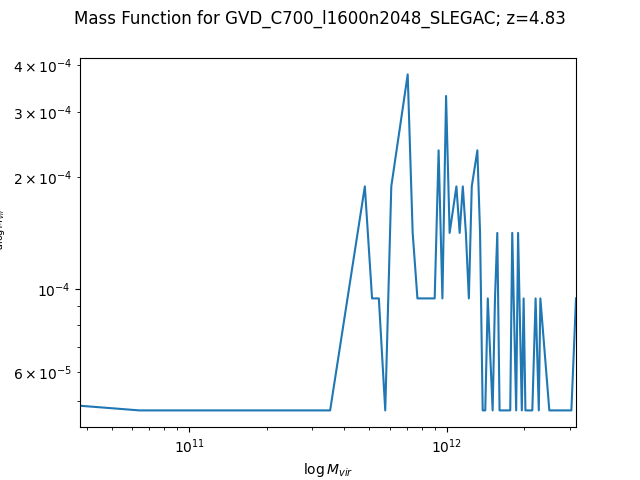 Mass Function for GVD_C700_l1600n2048_SLEGAC; z=4.83
4 × 10⁻⁴
3 × 10⁻⁴
2 × 10⁻⁴
10⁻⁴
6 × 10⁻⁵
10¹¹
10¹²
log M_vir